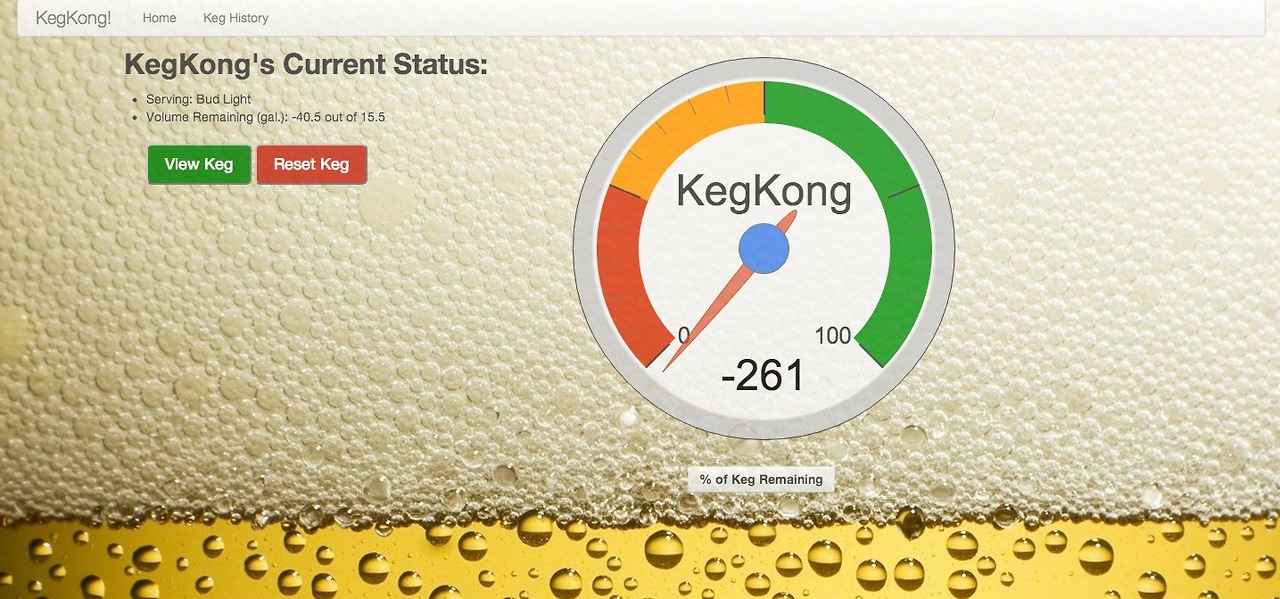 KegKong! Home Keg History
KegKong's Current Status:
Serving: Bud Light
Volume Remaining (gal.): -40.5 out of 15.5
View Keg Reset Keg
KegKong
0 100
-261
% of Keg Remaining